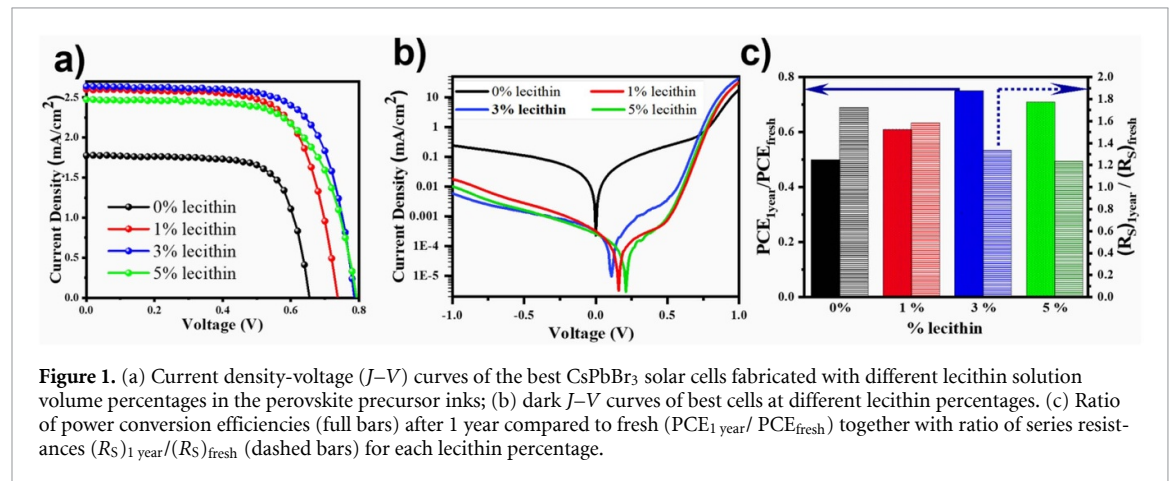 a)
b)
c)
Current Density (mA/cm²)
2.5
2.0
1.5
1.0
0.5
0.0
0% lecithin
1% lecithin
3% lecithin
5% lecithin
0.0 0.2 0.4 0.6 0.8
Voltage (V)
Current Density (mA/cm²)
10
1
0.1
0.01
0.001
1E-4
1E-5
0% lecithin 1% lecithin
3% lecithin 5% lecithin
-1.0 -0.5 0.0 0.5 1.0
Voltage (V)
PCE1year/PCEfresh
0.8
0.6
0.4
0.2
0.0
2.0
1.8
1.6
1.4
1.2
1.0
0.8
0.6
0.4
0.2
0.0
(RS)1year / (RS)fresh
0% 1 % 3 % 5 %
% lecithin
Figure 1. (a) Current density-voltage (J–V) curves of the best CsPbBr₃ solar cells fabricated with different lecithin solution
volume percentages in the perovskite precursor inks; (b) dark J–V curves of best cells at different lecithin percentages. (c) Ratio
of power conversion efficiencies (full bars) after 1 year compared to fresh (PCE1 year/ PCEfresh) together with ratio of series resist-
ances (RS)1 year/(RS)fresh (dashed bars) for each lecithin percentage.